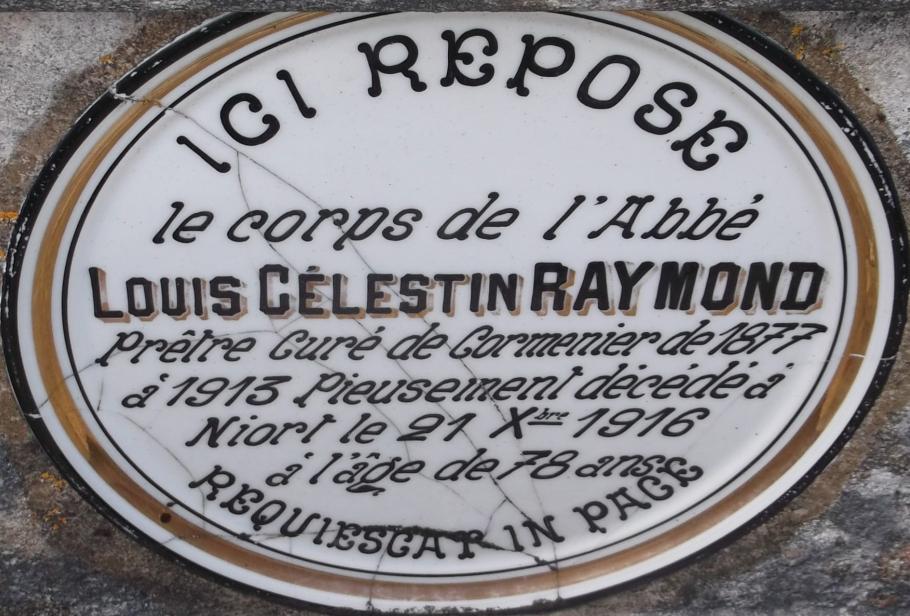 ICI REPOSE
le corps de l'Abbé
LOUIS CÉLESTIN RAYMOND
Prêtre Curé de Cormenier de 1877
à 1913 Pieusement décédé à
Niort le 21 Xbre 1916
à l'âge de 78 ans
REQUIESCAT IN PACE